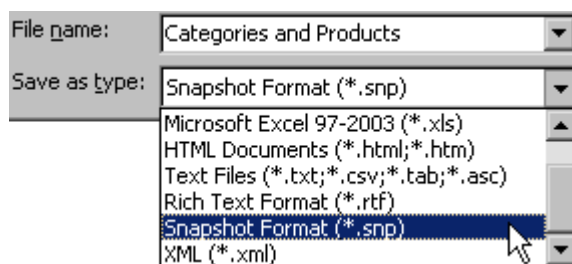 File name: Categories and Products
Save as type: Snapshot Format (*.snp)
Microsoft Excel 97-2003 (*.xls)
HTML Documents (*.html;*.htm)
Text Files (*.txt;*.csv;*.tab;*.asc)
Rich Text Format (*.rtf)
Snapshot Format (*.snp)
XML (*.xml)